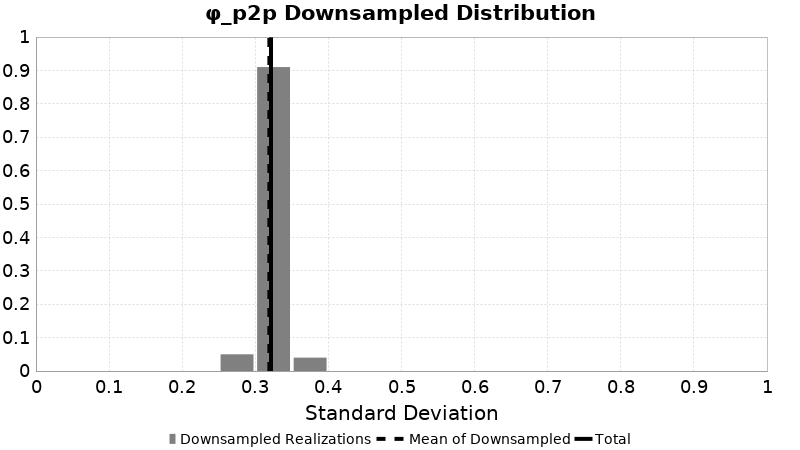 φ_p2p Downsampled Distribution
1
0.9
0.8
0.7
0.6
0.5
0.4
0.3
0.2
0.1
0
0 0.1 0.2 0.3 0.4 0.5 0.6 0.7 0.8 0.9 1
Standard Deviation
Downsampled Realizations Mean of Downsampled Total